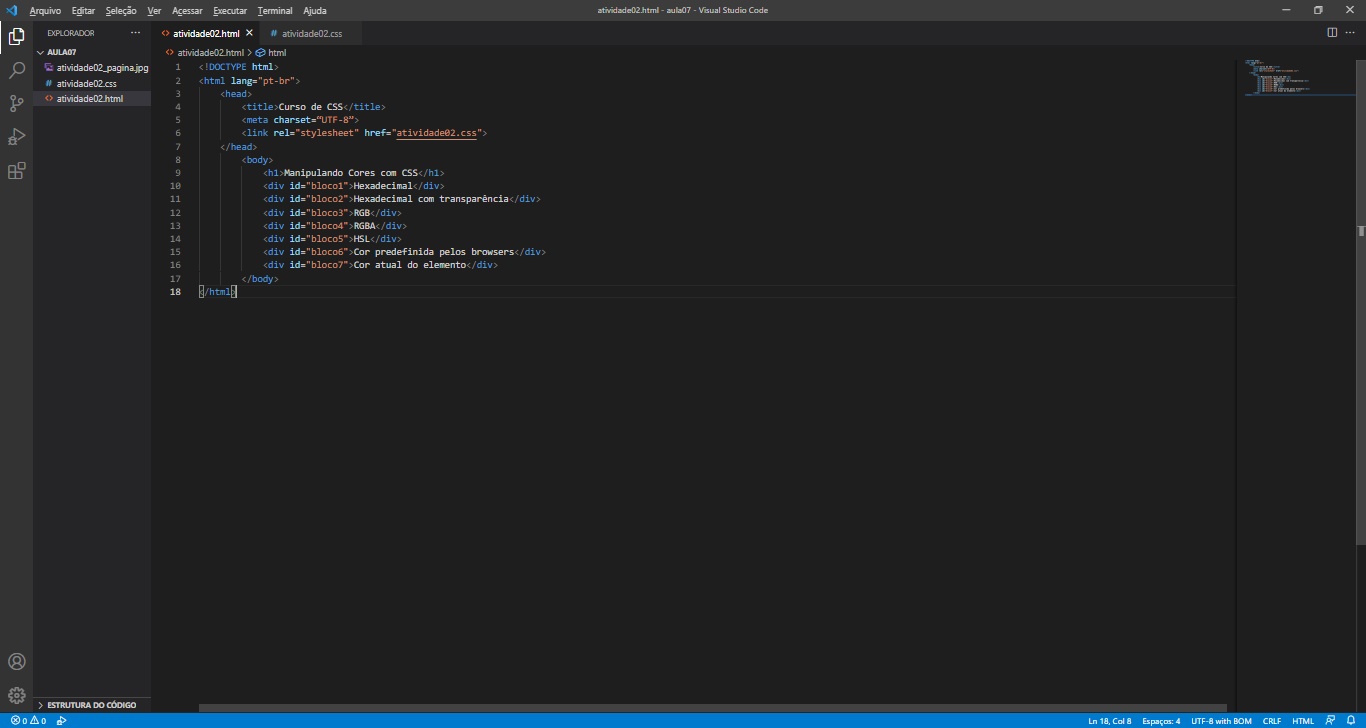 Arquivo Editar Seleção Ver Acessar Executar Terminal Ajuda
atividade02.html - aula07 - Visual Studio Code
EXPLORADOR ...
AULA07
atividade02_pagina.jpg
# atividade02.css
<> atividade02.html
<> atividade02.html
# atividade02.css
<> atividade02.html > html
1 <!DOCTYPE html>
2 <html lang="pt-br">
3 <head>
4 <title>Curso de CSS</title>
5 <meta charset=“UTF-8”>
6 <link rel="stylesheet" href="atividade02.css">
7 </head>
8 <body>
9 <h1>Manipulando Cores com CSS</h1>
10 <div id="bloco1">Hexadecimal</div>
11 <div id="bloco2">Hexadecimal com transparência</div>
12 <div id="bloco3">RGB</div>
13 <div id="bloco4">RGBA</div>
14 <div id="bloco5">HSL</div>
15 <div id="bloco6">Cor predefinida pelos browsers</div>
16 <div id="bloco7">Cor atual do elemento</div>
17 </body>
18 </html>
ESTRUTURA DO CÓDIGO
0 0
Ln 18, Col 8 Espaços: 4 UTF-8 with BOM CRLF HTML